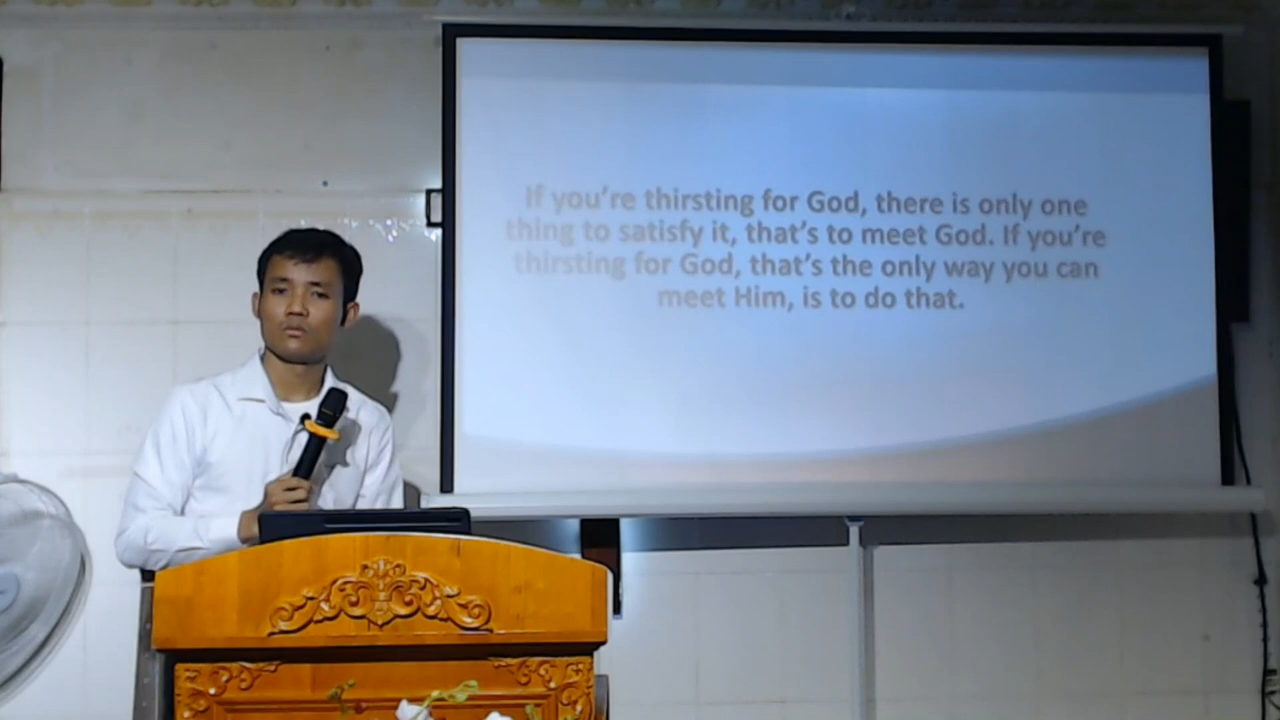 If you're thirsting for God, there is only one
thing to satisfy it, that's to meet God. If you're
thirsting for God, that's the only way you can
meet Him, is to do that.